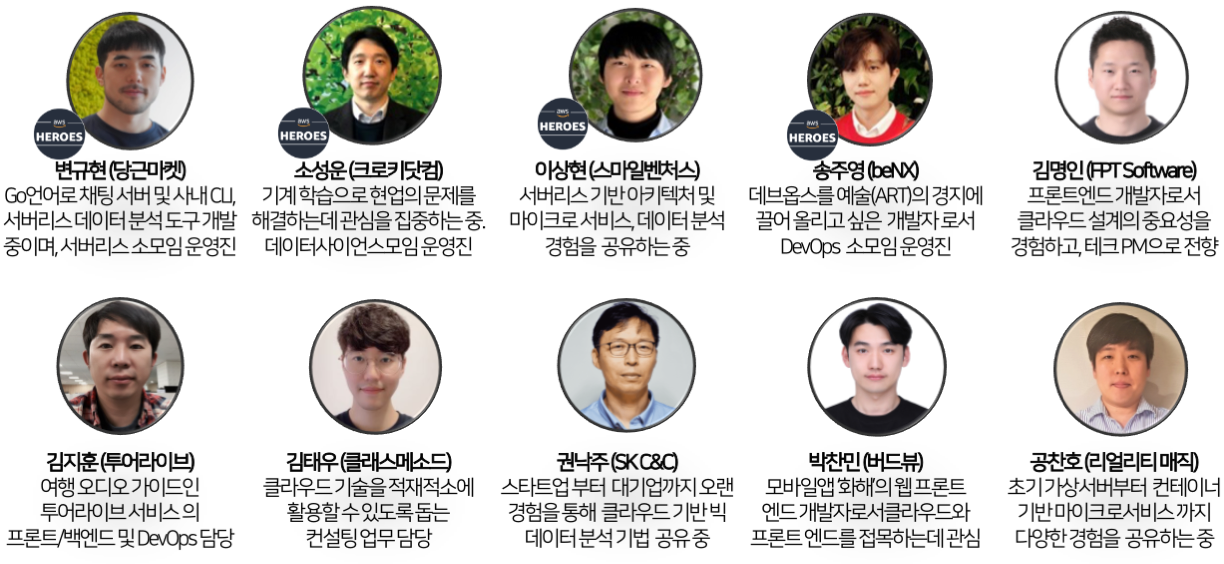 aws
HEROES
변규현 (당근마켓)
Go언어로 채팅 서버 및 사내 CLI,
서버리스 데이터 분석 도구 개발
중이며, 서버리스 소모임 운영진
aws
HEROES
소성운 (크로키닷컴)
기계 학습으로 현업의 문제를
해결하는데 관심을 집중하는 중.
데이터사이언스모임 운영진
aws
HEROES
이상현 (스마일벤처스)
서버리스 기반 아키텍처 및
마이크로 서비스, 데이터 분석
경험을 공유하는 중
aws
HEROES
송주영 (beNX)
데브옵스를 예술(ART)의 경지에
끌어 올리고 싶은 개발자 로서
DevOps 소모임 운영진
김명인 (FPT Software)
프론트엔드 개발자로서
클라우드 설계의 중요성을
경험하고, 테크 PM으로 전향
김지훈 (투어라이브)
여행 오디오 가이드인
투어라이브 서비스 의
프론트/백엔드 및 DevOps 담당
김태우 (클래스메소드)
클라우드 기술을 적재적소에
활용할 수 있도록 돕는
컨설팅 업무 담당
권낙주 (SK C&C)
스타트업 부터 대기업까지 오랜
경험을 통해 클라우드 기반 빅
데이터 분석 기법 공유 중
박찬민 (버드뷰)
모바일앱 '화해'의 웹 프론트
엔드 개발자로서 클라우드와
프론트 엔드를 접목하는데 관심
공찬호 (리얼리티 매직)
초기 가상서버부터 컨테이너
기반 마이크로서비스 까지
다양한 경험을 공유하는 중